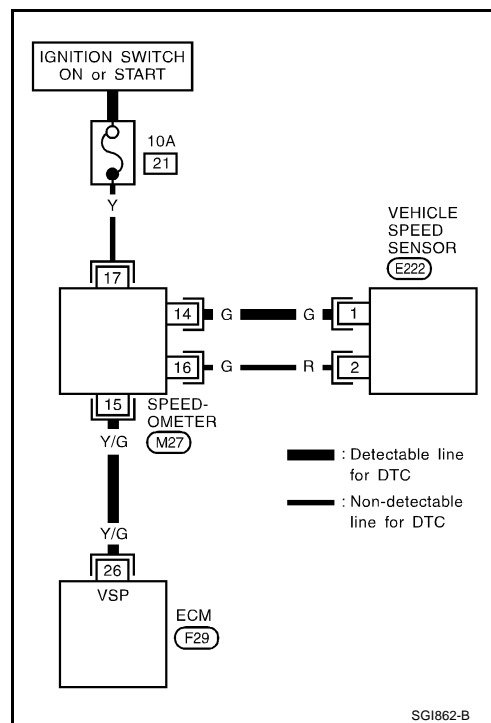 IGNITION SWITCH
ON or START
10A
21
Y
VEHICLE
SPEED
SENSOR
E222
17
14
G
G
1
16
G
R
2
15
SPEED-
OMETER
M27
Y/G
: Detectable line
for DTC
: Non-detectable
line for DTC
Y/G
26
VSP
ECM
F29
SGI862-B